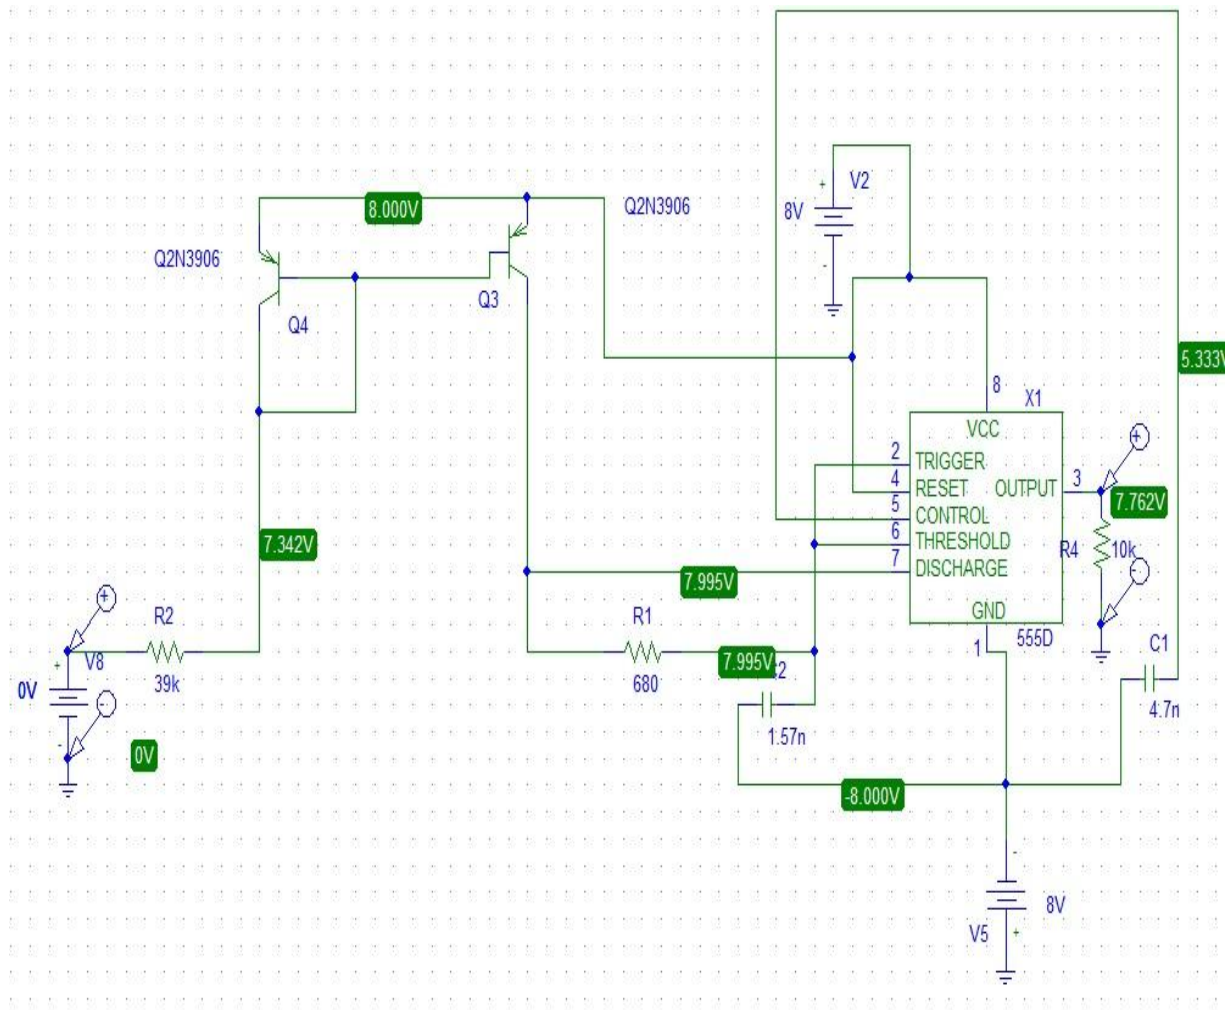 V2
8V
Q2N3906
8.000V
Q2N3906
Q3
Q4
5.333V
8
X1
VCC
2
TRIGGER
4
RESET
OUTPUT
3
5
CONTROL
7.762V
6
THRESHOLD
R4
10k
7
DISCHARGE
7.342V
7.995V
GND
1
555D
R2
R1
C1
V8
7.995V
0V
39k
680
4.7n
1.57n
0V
-8.000V
8V
V5